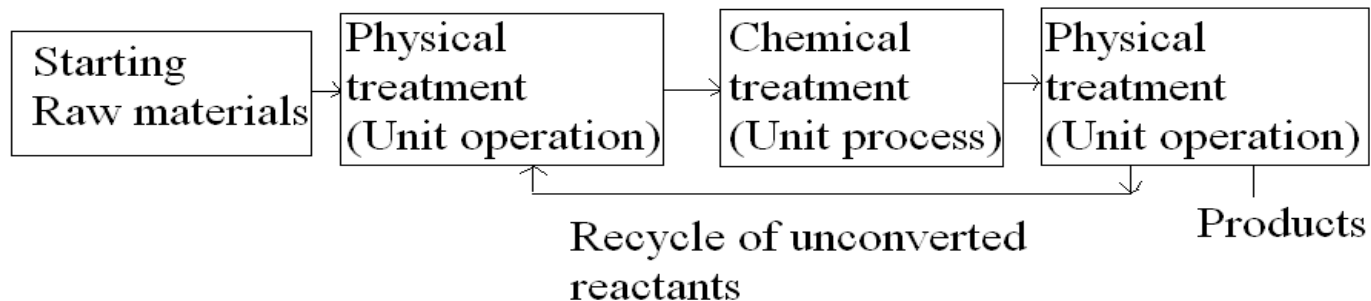 Starting
Raw materials
Physical
treatment
(Unit operation)
Chemical
treatment
(Unit process)
Physical
treatment
(Unit operation)
Recycle of unconverted
reactants
Products